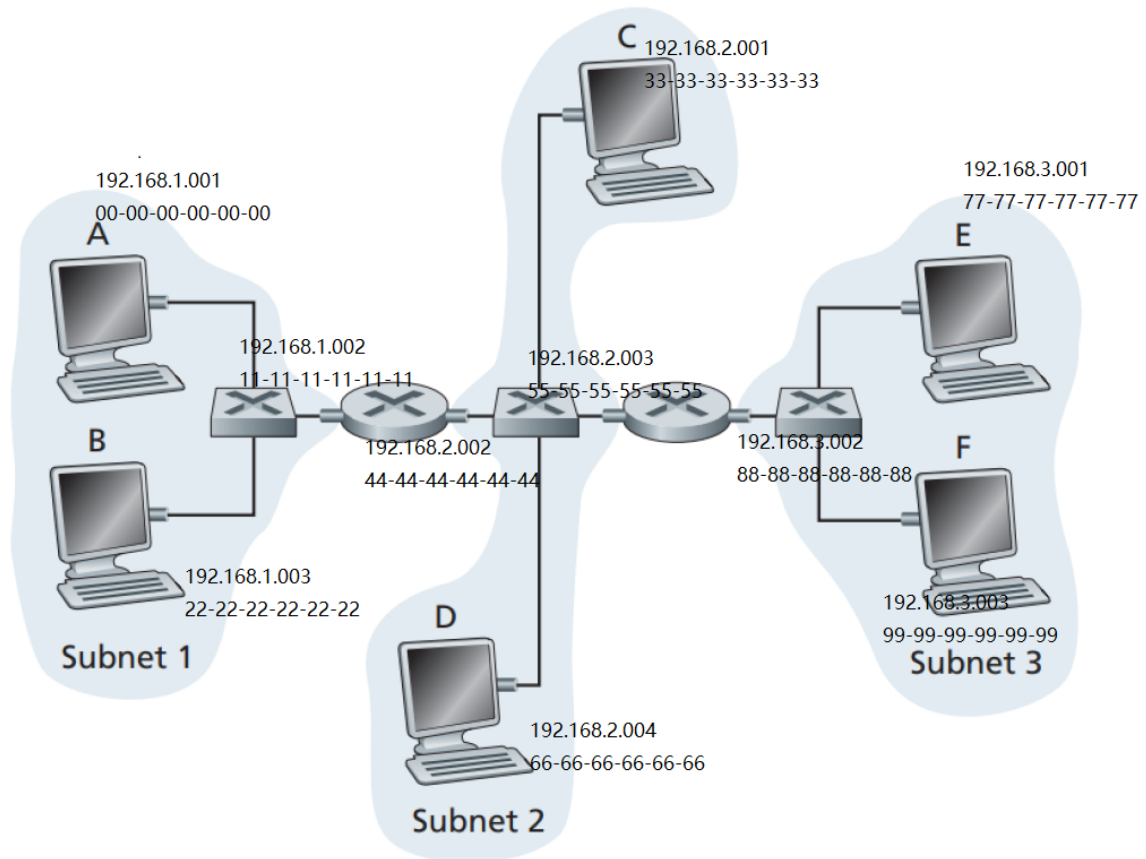 C
192.168.2.001
33-33-33-33-33-33
192.168.1.001
00-00-00-00-00-00
A
192.168.3.001
77-77-77-77-77-77
E
192.168.1.002
11-11-11-11-11-11
192.168.2.003
55-55-55-55-55-55
B
192.168.2.002
44-44-44-44-44-44
192.168.3.002
88-88-88-88-88-88
F
192.168.1.003
22-22-22-22-22-22
Subnet 1
192.168.3.003
99-99-99-99-99-99
Subnet 3
D
192.168.2.004
66-66-66-66-66-66
Subnet 2